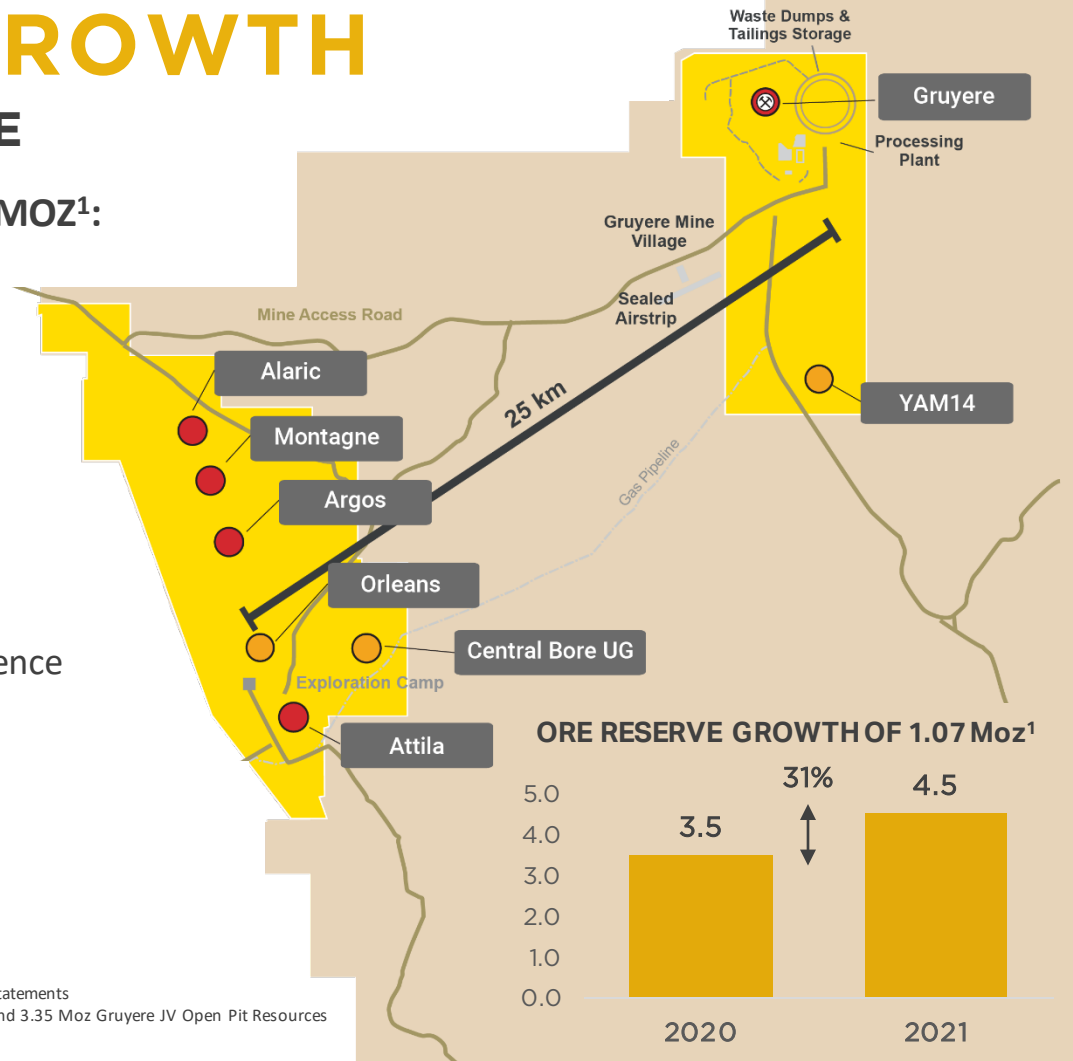 ROWTH
E
MOZ¹:
Waste Dumps &
Tailings Storage
Gruyere
Processing
Plant
Gruyere Mine
Village
Sealed
Airstrip
Mine Access Road
Alaric
25 km
YAM14
Montagne
Gas Pipeline
Argos
Orleans
Central Bore UG
ence
Exploration Camp
Attila
ORE RESERVE GROWTH OF 1.07 Moz¹
31%
5.0
4.5
4.0
3.5
3.0
2.0
1.0
0.0
2020
2021
tatements
nd 3.35 Moz Gruyere JV Open Pit Resources